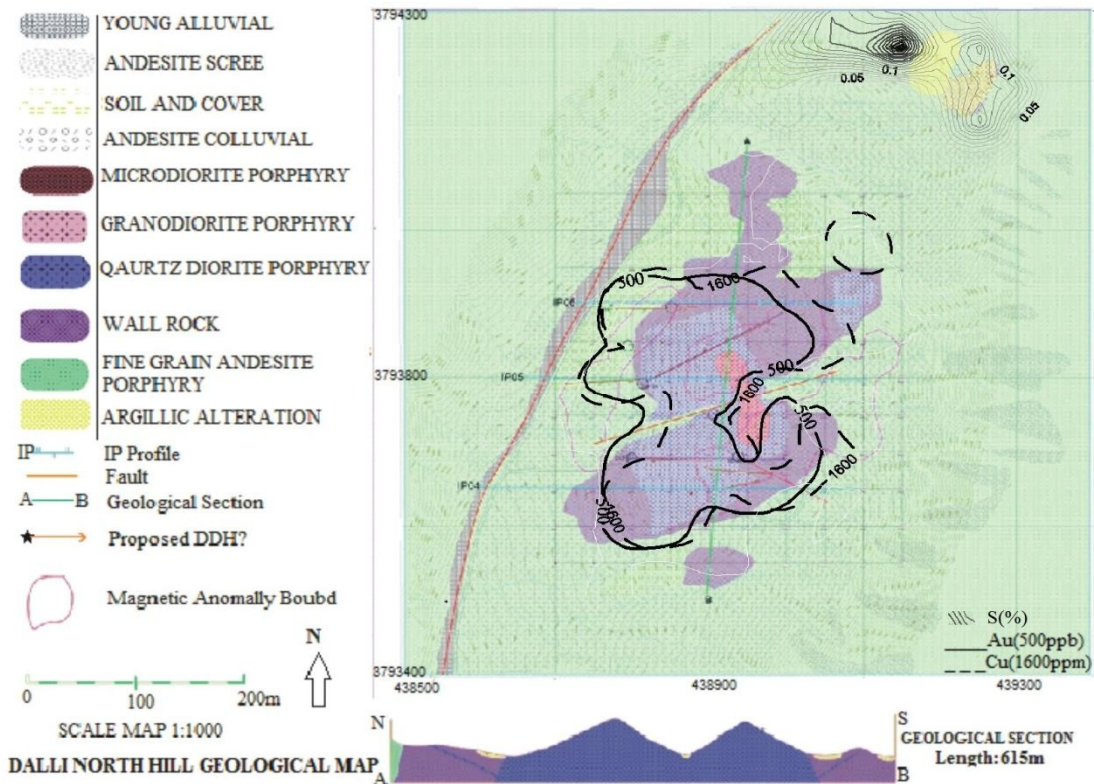 YOUNG ALLUVIAL
ANDESITE SCREE
SOIL AND COVER
ANDESITE COLLUVIAL
MICRODIORITE PORPHYRY
GRANODIORITE PORPHYRY
QAURTZ DIORITE PORPHYRY
WALL ROCK
FINE GRAIN ANDESITE
PORPHYRY
ARGILLIC ALTERATION
IP IP Profile
Fault
A B Geological Section
Proposed DDH?
Magnetic Anomally Boubd
N
0 100 200m
SCALE MAP 1:1000
DALLI NORTH HILL GEOLOGICAL MAP
3794300
3793800
3793400
438500 438900 439300
0.05 0.1 0.1
0.05
IP06
IP05
IP04
500 1600
500
1600
500
1600
500
1600
S(%)
Au(500ppb)
Cu(1600ppm)
N S
A B
GEOLOGICAL SECTION
Length: 615m